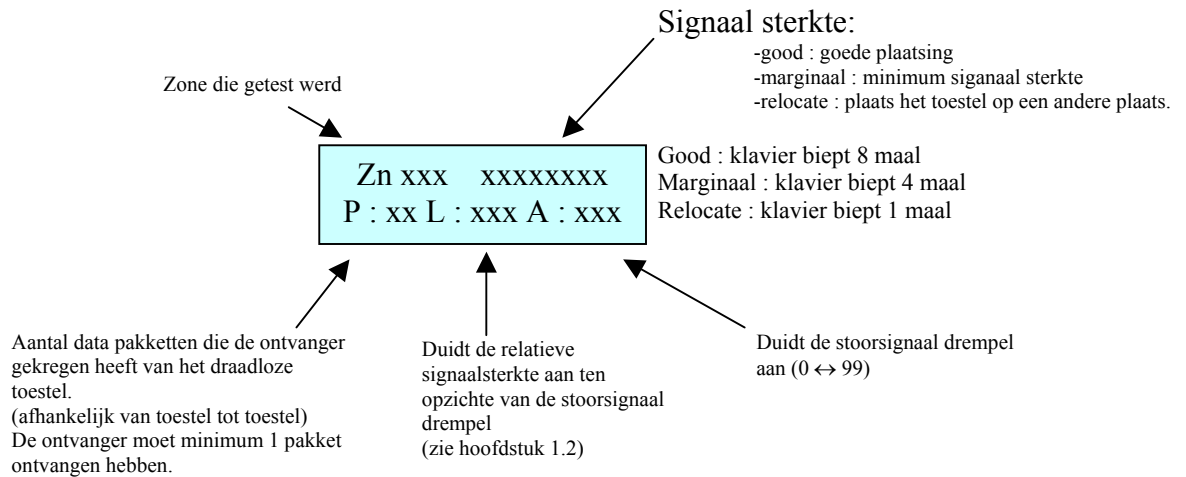 Signaal sterkte:
-good : goede plaatsing
-marginaal : minimum siganaal sterkte
-relocate : plaats het toestel op een andere plaats.
Zone die getest werd
Zn xxx xxxxxxxx
P : xx L : xxx A : xxx
Good : klavier biept 8 maal
Marginaal : klavier biept 4 maal
Relocate : klavier biept 1 maal
Aantal data pakketten die de ontvanger
gekregen heeft van het draadloze
toestel.
(afhankelijk van toestel tot toestel)
De ontvanger moet minimum 1 pakket
ontvangen hebben.
Duidt de relatieve
signaalsterkte aan ten
opzichte van de stoorsignaal
drempel
(zie hoofdstuk 1.2)
Duidt de stoorsignaal drempel
aan (0 ↔ 99)